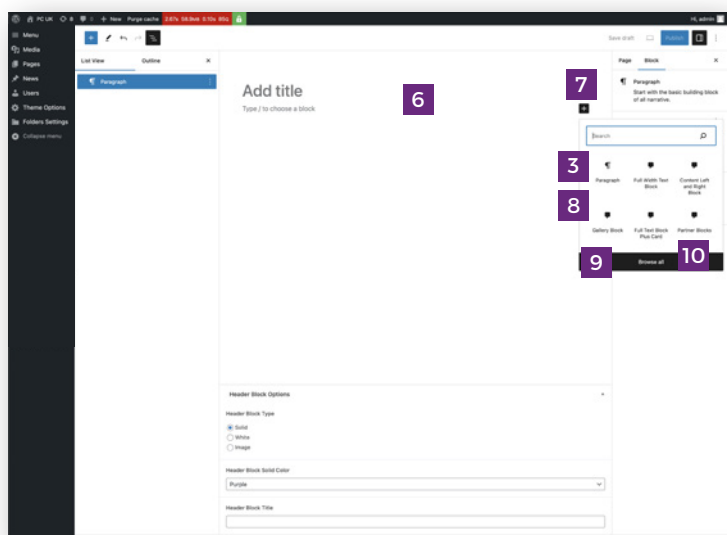 PC UK
0
+ New
Purge cache
Hi, admin
Menu
Media
Pages
News
Users
Theme Options
Folders Settings
Collapse menu
Save draft
Publish
List View
Outline
Paragraph
Add title
Type / to choose a block
6
7
Page
Block
Paragraph
Start with the basic building block
of all narrative.
Search
3
Paragraph
Full Width Text
Block
Content Left
and Right
Block
8
Gallery Block
Full Text Block
Plus Card
Partner Blocks
9
Browse all
10
Header Block Options
Header Block Type
Solid
White
Image
Header Block Solid Color
Purple
Header Block Title